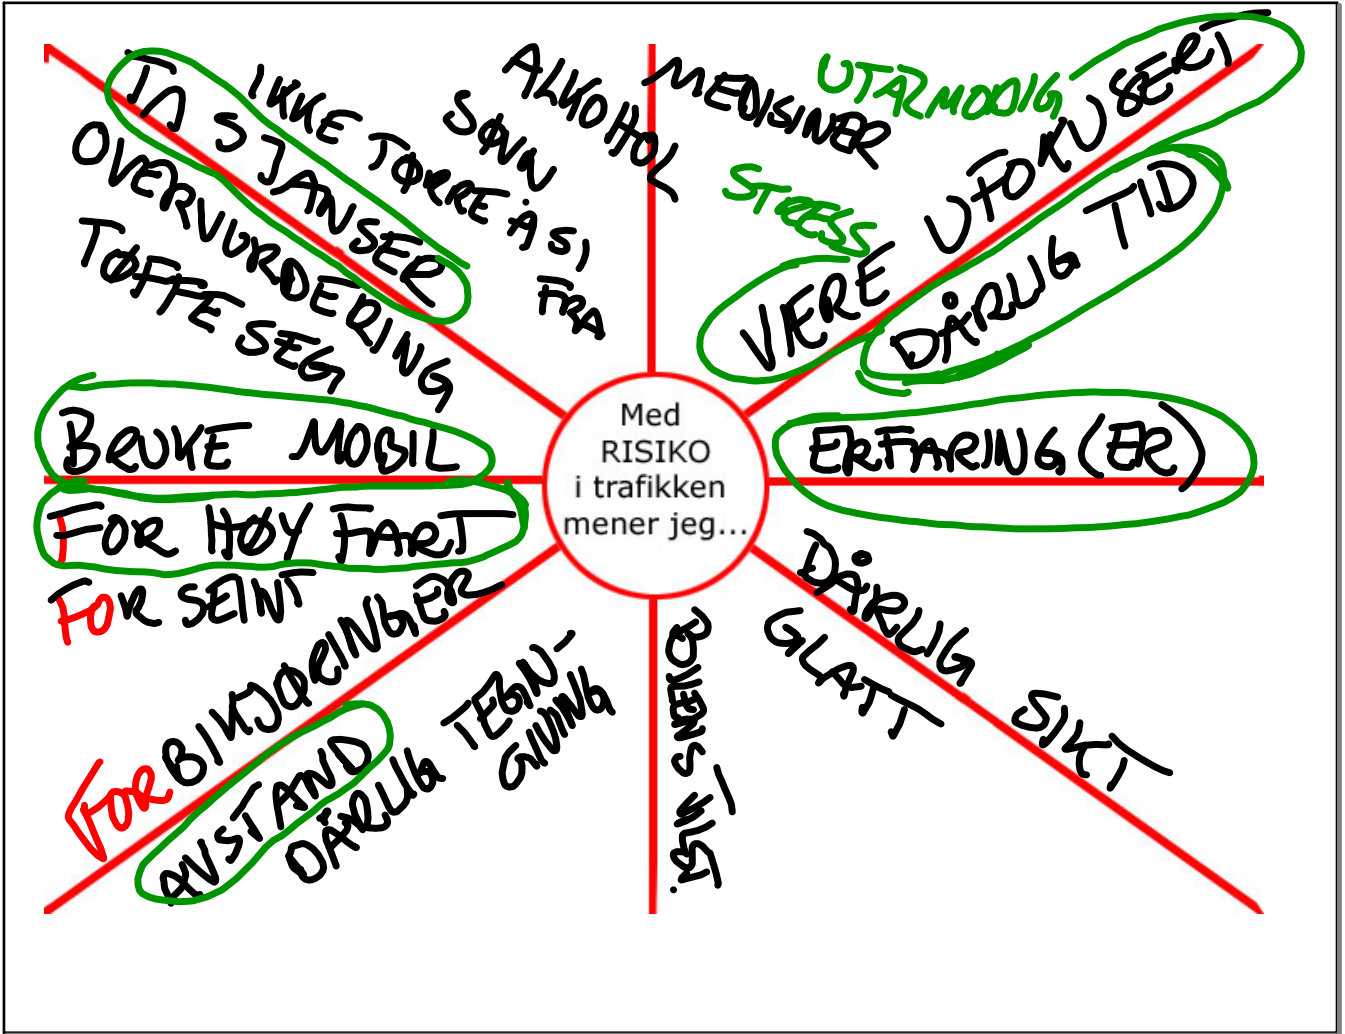 TA SJANSER
IKKE TØRRE Å SI
FRA
SØVN
ALKOHOL
MEDISINER
UTÅLMODIG
STRESS
VÆRE UFOKUSERT
DÅRLIG TID
OVERVURDERING
TØFFE SEG
BRUKE MOBIL
ERFARING(ER)
Med
RISIKO
i trafikken
mener jeg...
FOR HØY FART
FOR SEINT
FORBIKJØRINGER
AVSTAND
DÅRLIG TEGN-
GIVING
DÅRLIG SIKT
GLATT